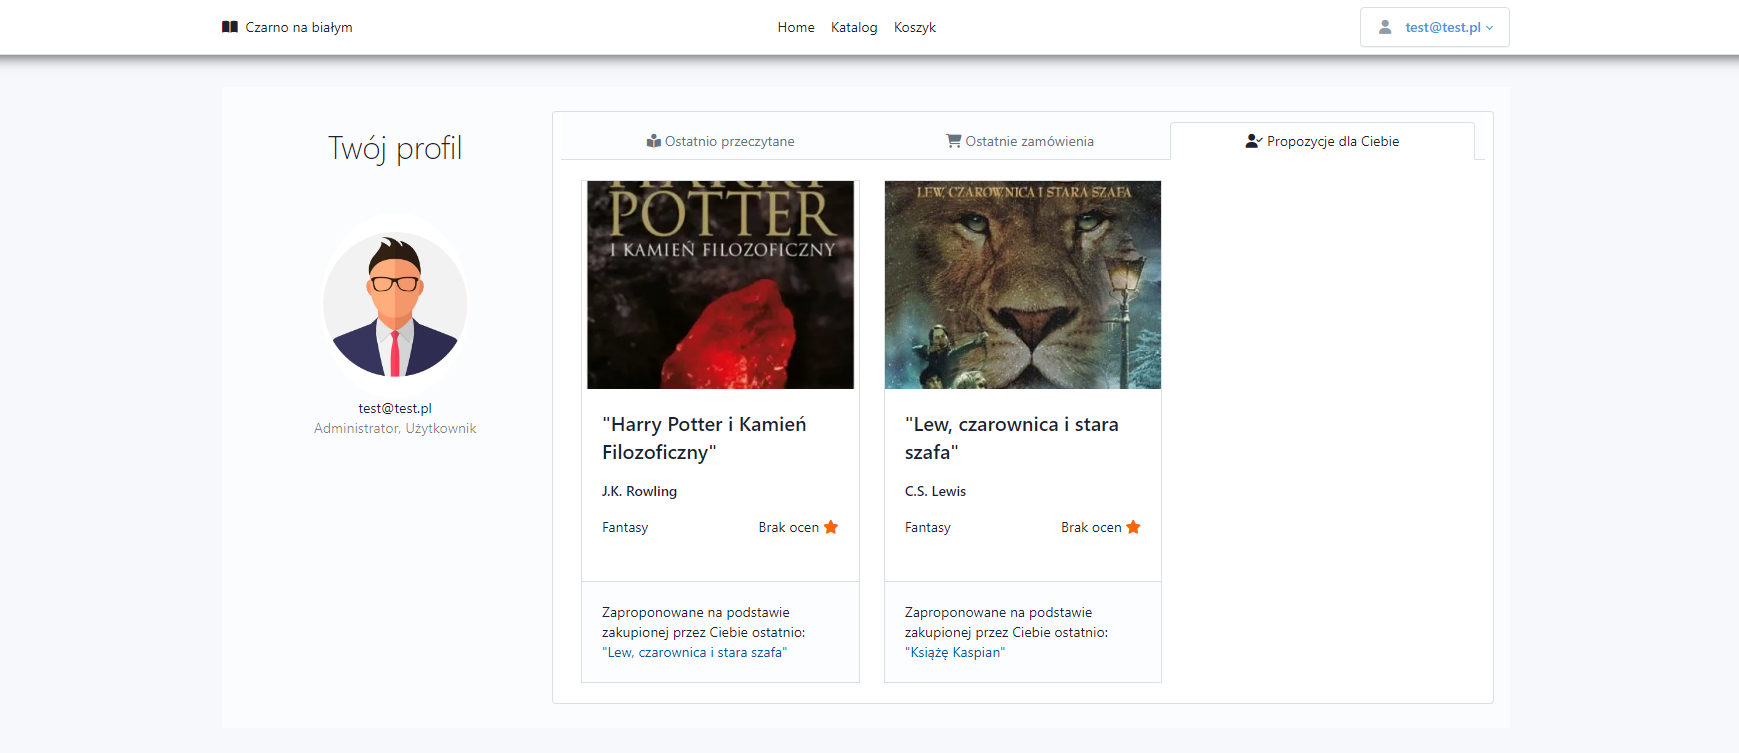 Czarno na białym
Home Katalog Koszyk
test@test.pl
Twój profil
test@test.pl
Administrator, Użytkownik
Ostatnio przeczytane
Ostatnie zamówienia
Propozycje dla Ciebie
HARRY
POTTER
I KAMIEŃ FILOZOFICZNY
"Harry Potter i Kamień
Filozoficzny"
J.K. Rowling
Fantasy
Brak ocen
Zaproponowane na podstawie
zakupionej przez Ciebie ostatnio:
"Lew, czarownica i stara szafa"
LEW, CZAROWNICA I STARA SZAFA
"Lew, czarownica i stara
szafa"
C.S. Lewis
Fantasy
Brak ocen
Zaproponowane na podstawie
zakupionej przez Ciebie ostatnio:
"Książę Kaspian"